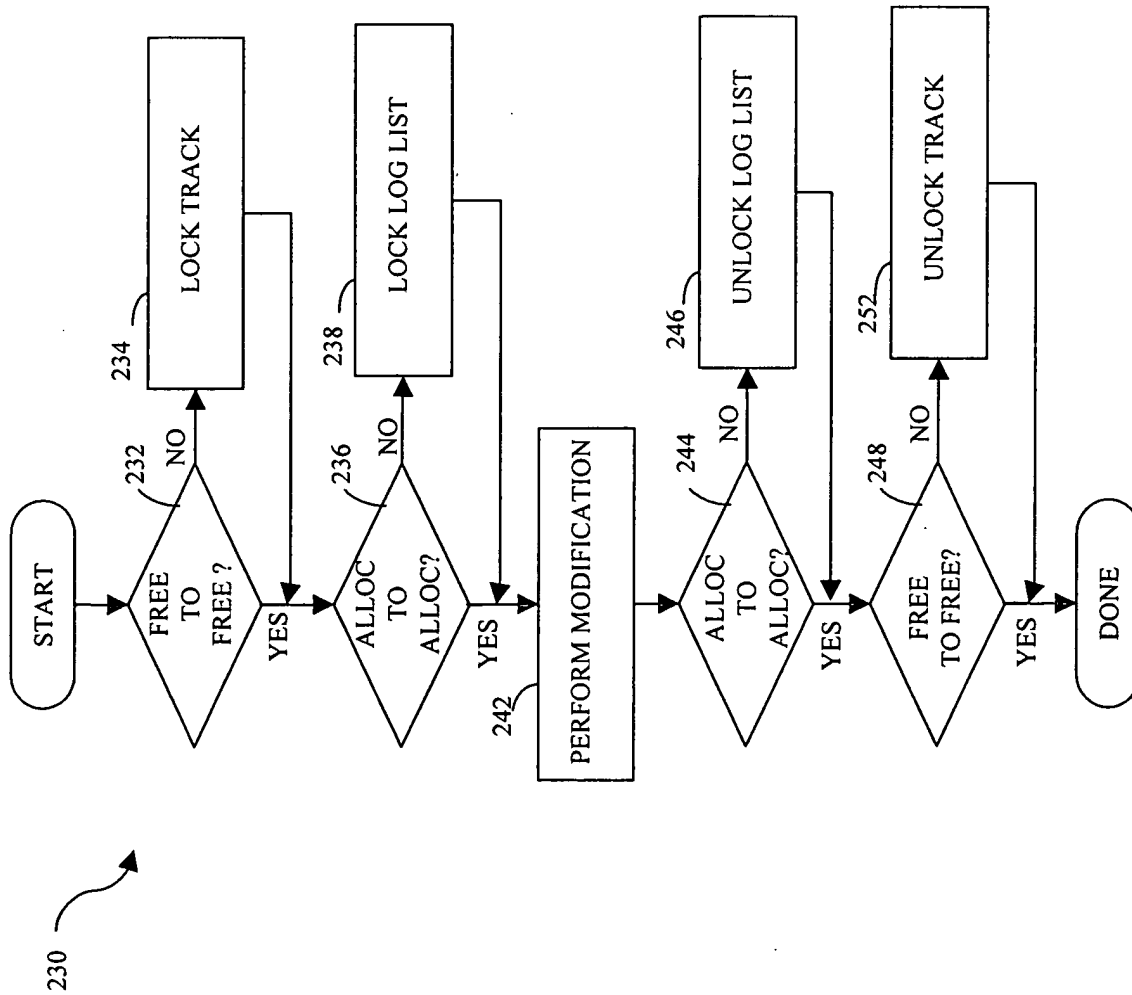 230
START
232
FREE
TO
FREE ?
NO
YES
234
LOCK TRACK
236
ALLOC
TO
ALLOC?
NO
YES
238
LOCK LOG LIST
242
PERFORM MODIFICATION
244
ALLOC
TO
ALLOC?
NO
YES
246
UNLOCK LOG LIST
248
FREE
TO FREE?
NO
YES
252
UNLOCK TRACK
DONE